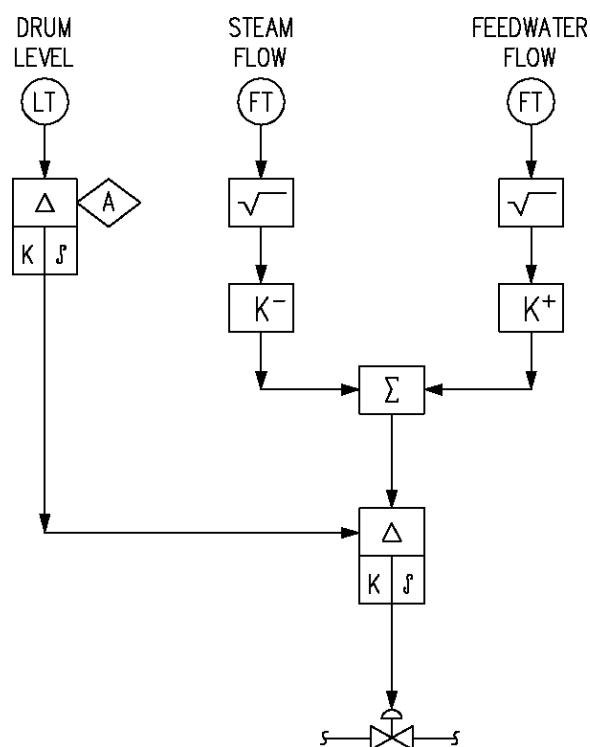 DRUM LEVEL
STEAM FLOW
FEEDWATER FLOW
LT
FT
FT
Δ
A
√
√
K ∫
K−
K+
Σ
Δ
K ∫